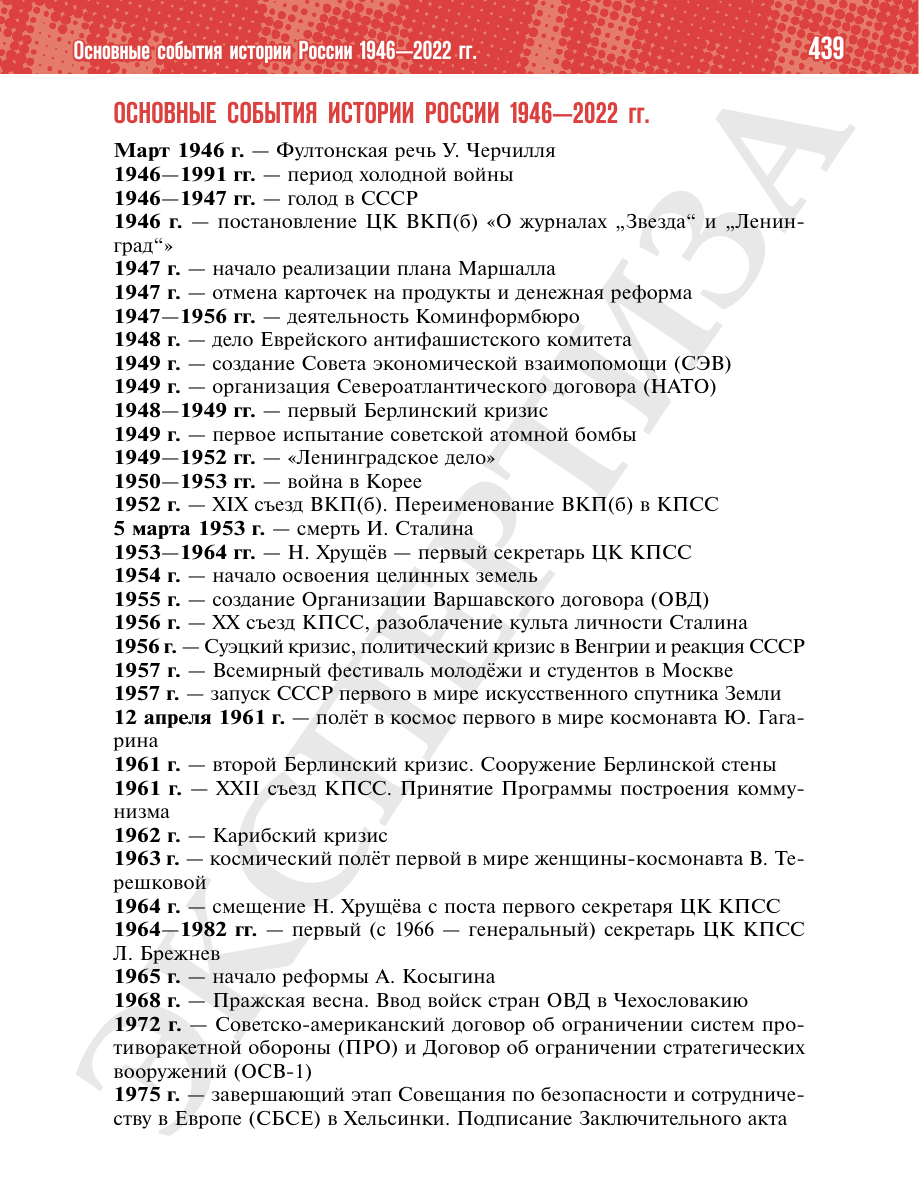 Основные события истории России 1946—2022 гг.
439
ОСНОВНЫЕ СОБЫТИЯ ИСТОРИИ РОССИИ 1946—2022 гг.
Март 1946 г. — Фултонская речь У. Черчилля
1946—1991 гг. — период холодной войны
1946—1947 гг. — голод в СССР
1946 г. — постановление ЦК ВКП(б) «О журналах „Звезда“ и „Ленин-
град“»
1947 г. — начало реализации плана Маршалла
1947 г. — отмена карточек на продукты и денежная реформа
1947—1956 гг. — деятельность Коминформбюро
1948 г. — дело Еврейского антифашистского комитета
1949 г. — создание Совета экономической взаимопомощи (СЭВ)
1949 г. — организация Североатлантического договора (НАТО)
1948—1949 гг. — первый Берлинский кризис
1949 г. — первое испытание советской атомной бомбы
1949—1952 гг. — «Ленинградское дело»
1950—1953 гг. — война в Корее
1952 г. — XIX съезд ВКП(б). Переименование ВКП(б) в КПСС
5 марта 1953 г. — смерть И. Сталина
1953—1964 гг. — Н. Хрущёв — первый секретарь ЦК КПСС
1954 г. — начало освоения целинных земель
1955 г. — создание Организации Варшавского договора (ОВД)
1956 г. — XX съезд КПСС, разоблачение культа личности Сталина
1956 г. — Суэцкий кризис, политический кризис в Венгрии и реакция СССР
1957 г. — Всемирный фестиваль молодёжи и студентов в Москве
1957 г. — запуск СССР первого в мире искусственного спутника Земли
12 апреля 1961 г. — полёт в космос первого в мире космонавта Ю. Гага-
рина
1961 г. — второй Берлинский кризис. Сооружение Берлинской стены
1961 г. — XXII съезд КПСС. Принятие Программы построения комму-
низма
1962 г. — Карибский кризис
1963 г. — космический полёт первой в мире женщины-космонавта В. Те-
решковой
1964 г. — смещение Н. Хрущёва с поста первого секретаря ЦК КПСС
1964—1982 гг. — первый (с 1966 — генеральный) секретарь ЦК КПСС
Л. Брежнев
1965 г. — начало реформы А. Косыгина
1968 г. — Пражская весна. Ввод войск стран ОВД в Чехословакию
1972 г. — Советско-американский договор об ограничении систем про-
тиворакетной обороны (ПРО) и Договор об ограничении стратегических
вооружений (ОСВ-1)
1975 г. — завершающий этап Совещания по безопасности и сотрудниче-
ству в Европе (СБСЕ) в Хельсинки. Подписание Заключительного акта
ЭКСПЕРТИЗА